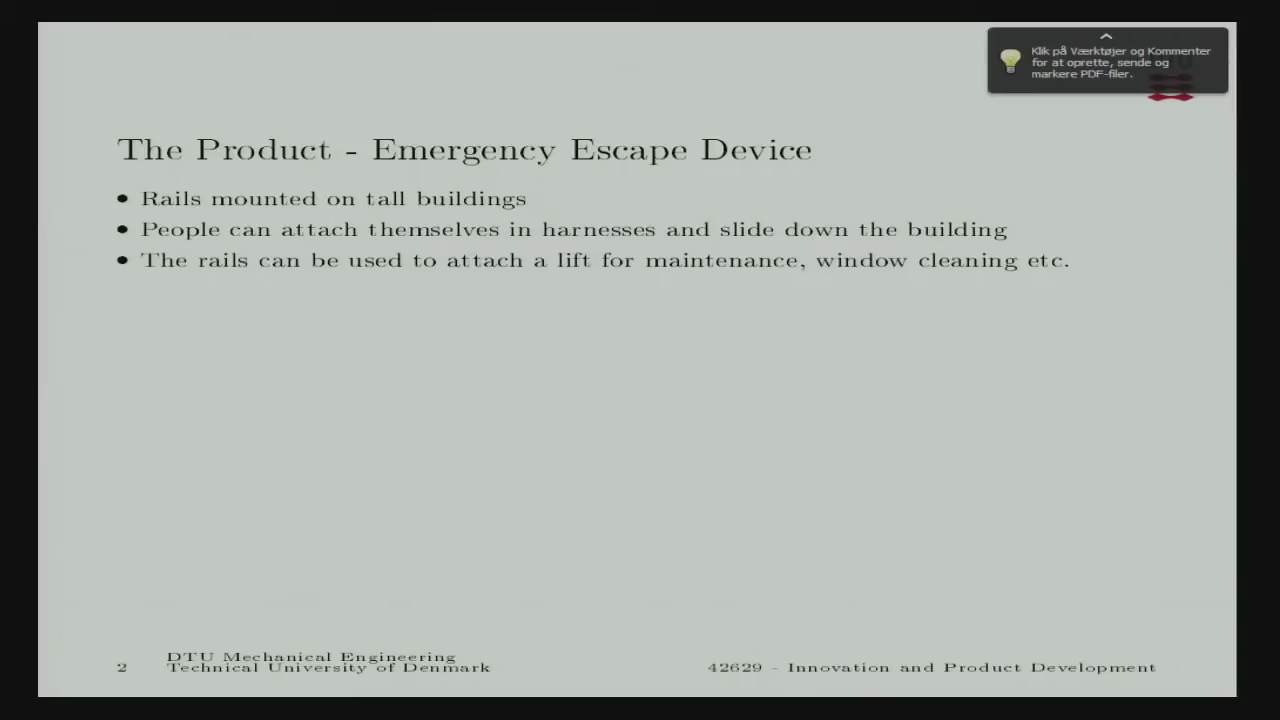 Klik på Værktøjer og Kommenter
for at oprette, sende og
markere PDF-filer.
The Product - Emergency Escape Device
• Rails mounted on tall buildings
• People can attach themselves in harnesses and slide down the building
• The rails can be used to attach a lift for maintenance, window cleaning etc.
DTU Mechanical Engineering
2 Technical University of Denmark
42629 - Innovation and Product Development